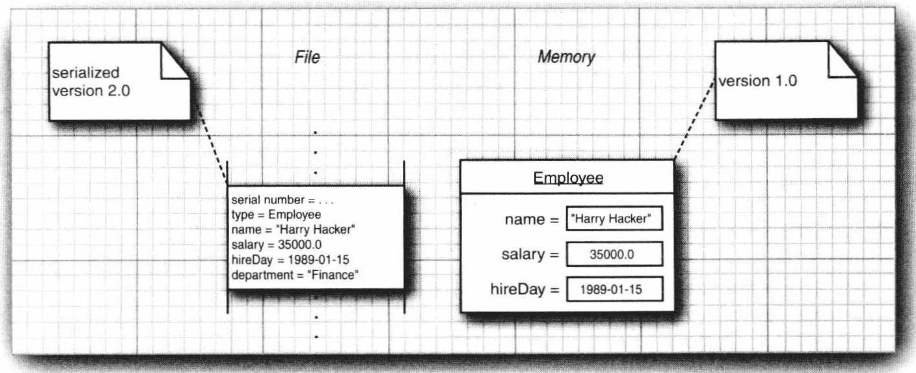 serialized
version 2.0
File
Memory
version 1.0
serial number = . . .
type = Employee
name = "Harry Hacker"
salary = 35000.0
hireDay = 1989-01-15
department = "Finance"
Employee
name = "Harry Hacker"
salary = 35000.0
hireDay = 1989-01-15